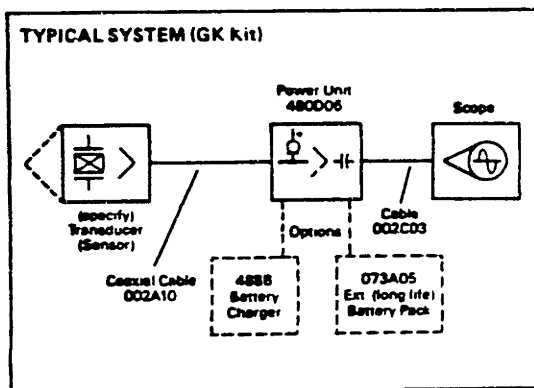 TYPICAL SYSTEM (GK kit)
Power Unit
480D06
Scope
(specify)
Transducer
(Sensor)
Options
Cable
002C03
Coaxial Cable
002A10
488B
Battery
Charger
073A05
Ext. (long life)
Battery Pack